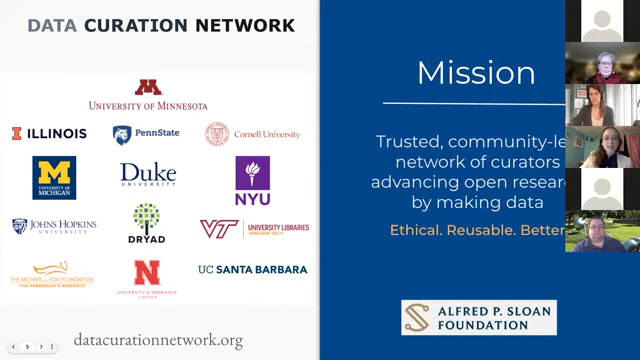 DATA CURATION NETWORK
M
UNIVERSITY OF MINNESOTA
I ILLINOIS
PennState
Cornell University
M
UNIVERSITY OF
MICHIGAN
Duke
UNIVERSITY
NYU
JOHNS HOPKINS
UNIVERSITY
DRYAD
VT UNIVERSITY LIBRARIES
VIRGINIA TECH
THE MICHAEL J. FOX FOUNDATION
FOR PARKINSON'S RESEARCH
N
UNIVERSITY OF NEBRASKA
LINCOLN
UC SANTA BARBARA
datacurationnetwork.org
5
Mission
Trusted, community-le
network of curators
advancing open resear
by making data
Ethical. Reusable. Better
S
ALFRED P. SLOAN
FOUNDATION